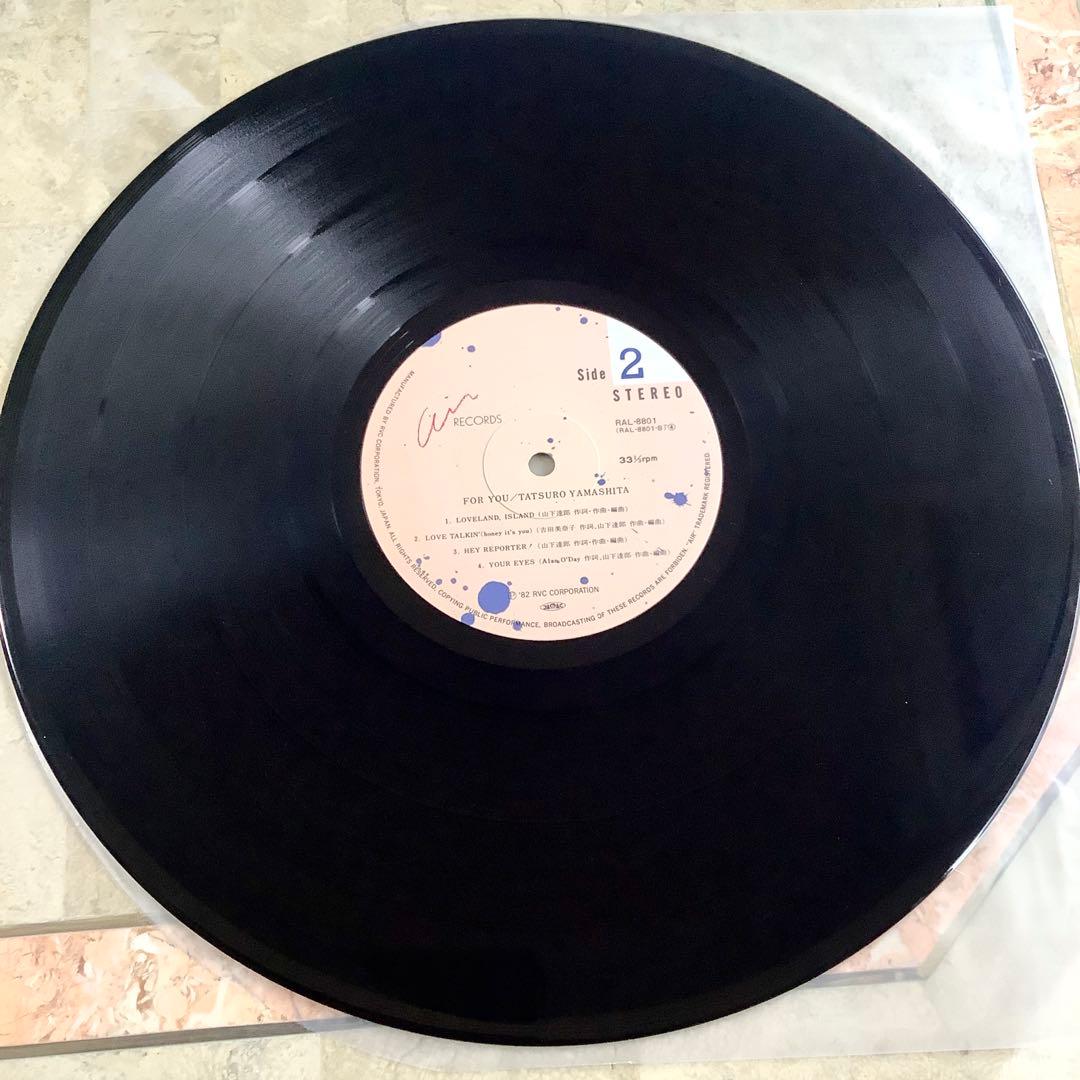 Side 2
STEREO
Air RECORDS
RAL-8801
(RAL-8801-B)
33⅓rpm
FOR YOU/TATSURO YAMASHITA
1. LOVELAND, ISLAND (山下達郎 作詞・作曲・編曲)
2. LOVE TALKIN' (honey it's you) (吉田美奈子 作詞、山下達郎 作曲・編曲)
3. HEY REPORTER! (山下達郎 作詞・作曲・編曲)
4. YOUR EYES (Alan O'Day 作詞、山下達郎 作曲・編曲)
Ⓟ '82 RVC CORPORATION
MANUFACTURED BY RVC CORPORATION, TOKYO, JAPAN ALL RIGHTS RESERVED, COPYING PUBLIC PERFORMANCE, BROADCASTING OF THESE RECORDS ARE FORBIDEN. "AIR" TRADEMARK REGISTERED.